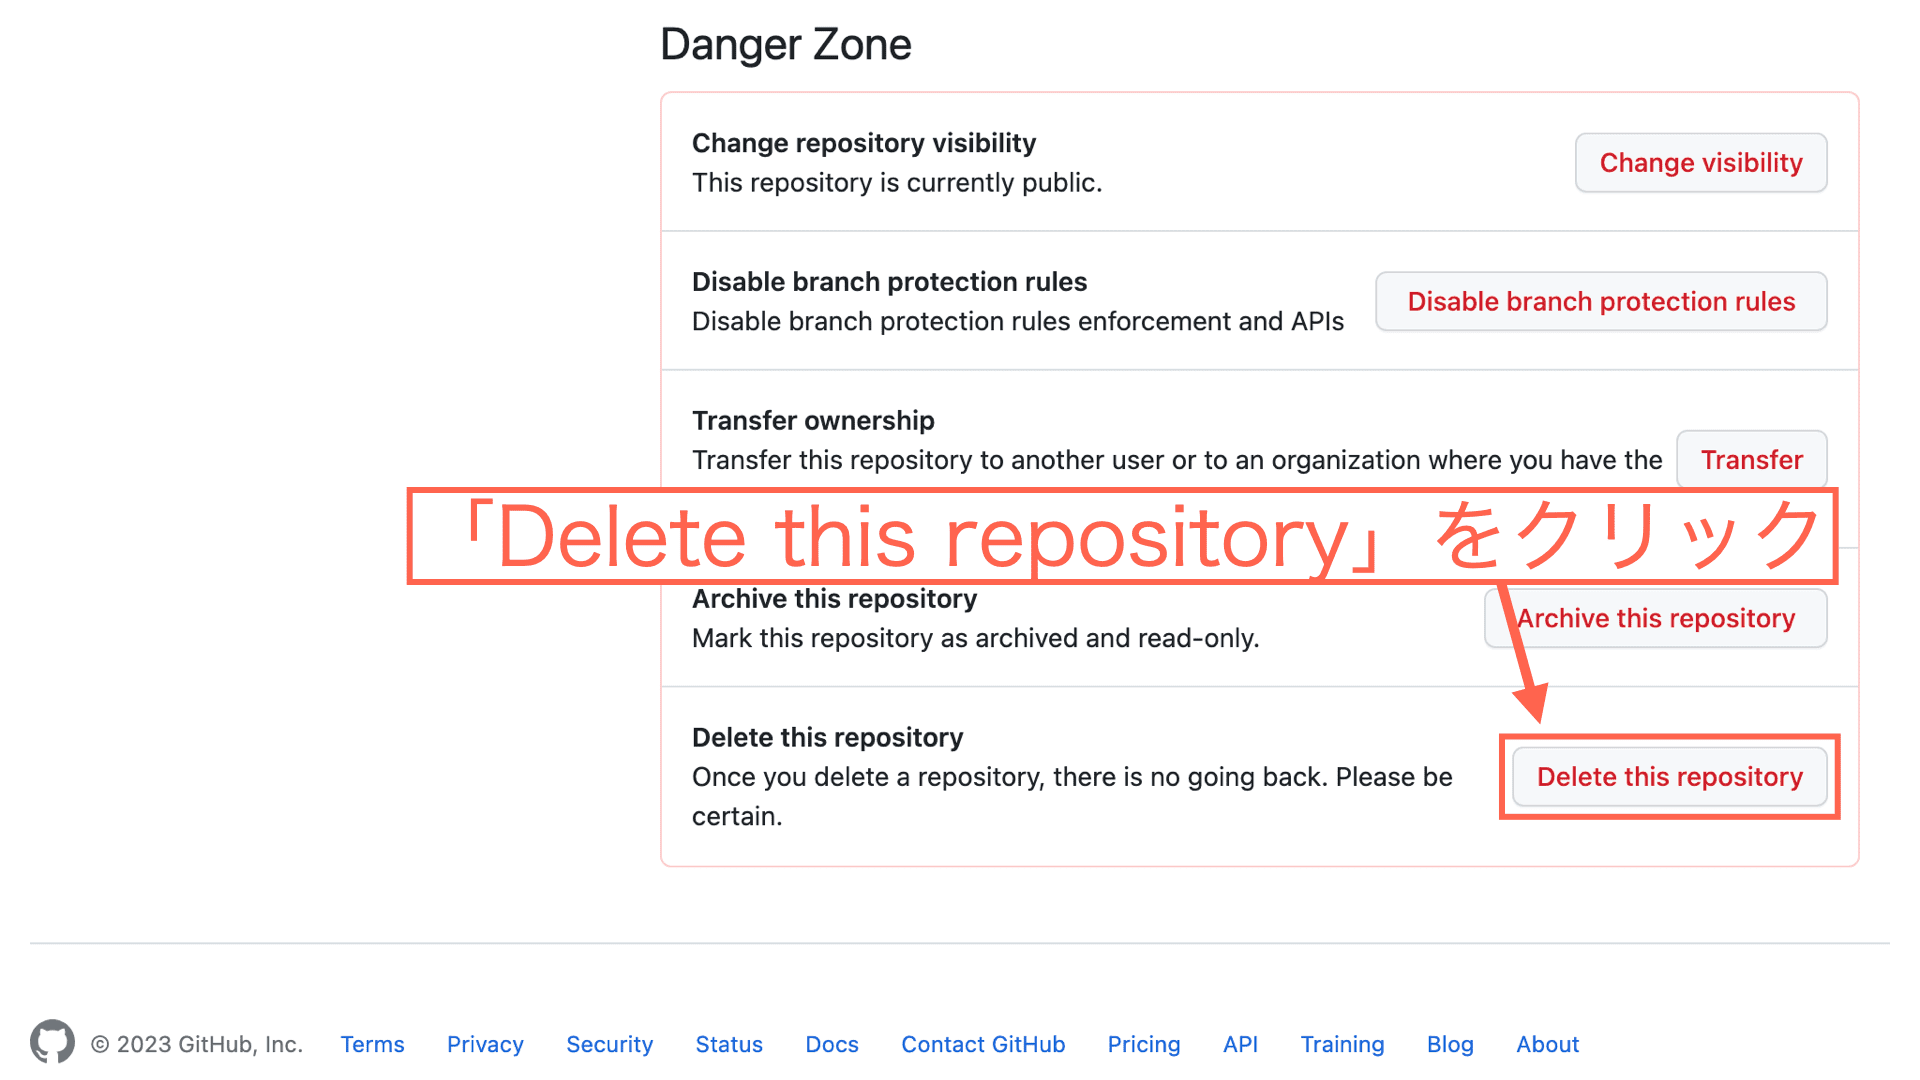 Danger Zone
Change repository visibility
This repository is currently public.
Change visibility
Disable branch protection rules
Disable branch protection rules enforcement and APIs
Disable branch protection rules
Transfer ownership
Transfer this repository to another user or to an organization where you have the
Transfer
「Delete this repository」をクリック
Archive this repository
Mark this repository as archived and read-only.
Archive this repository
Delete this repository
Once you delete a repository, there is no going back. Please be
certain.
Delete this repository
© 2023 GitHub, Inc. Terms Privacy Security Status Docs Contact GitHub Pricing API Training Blog About